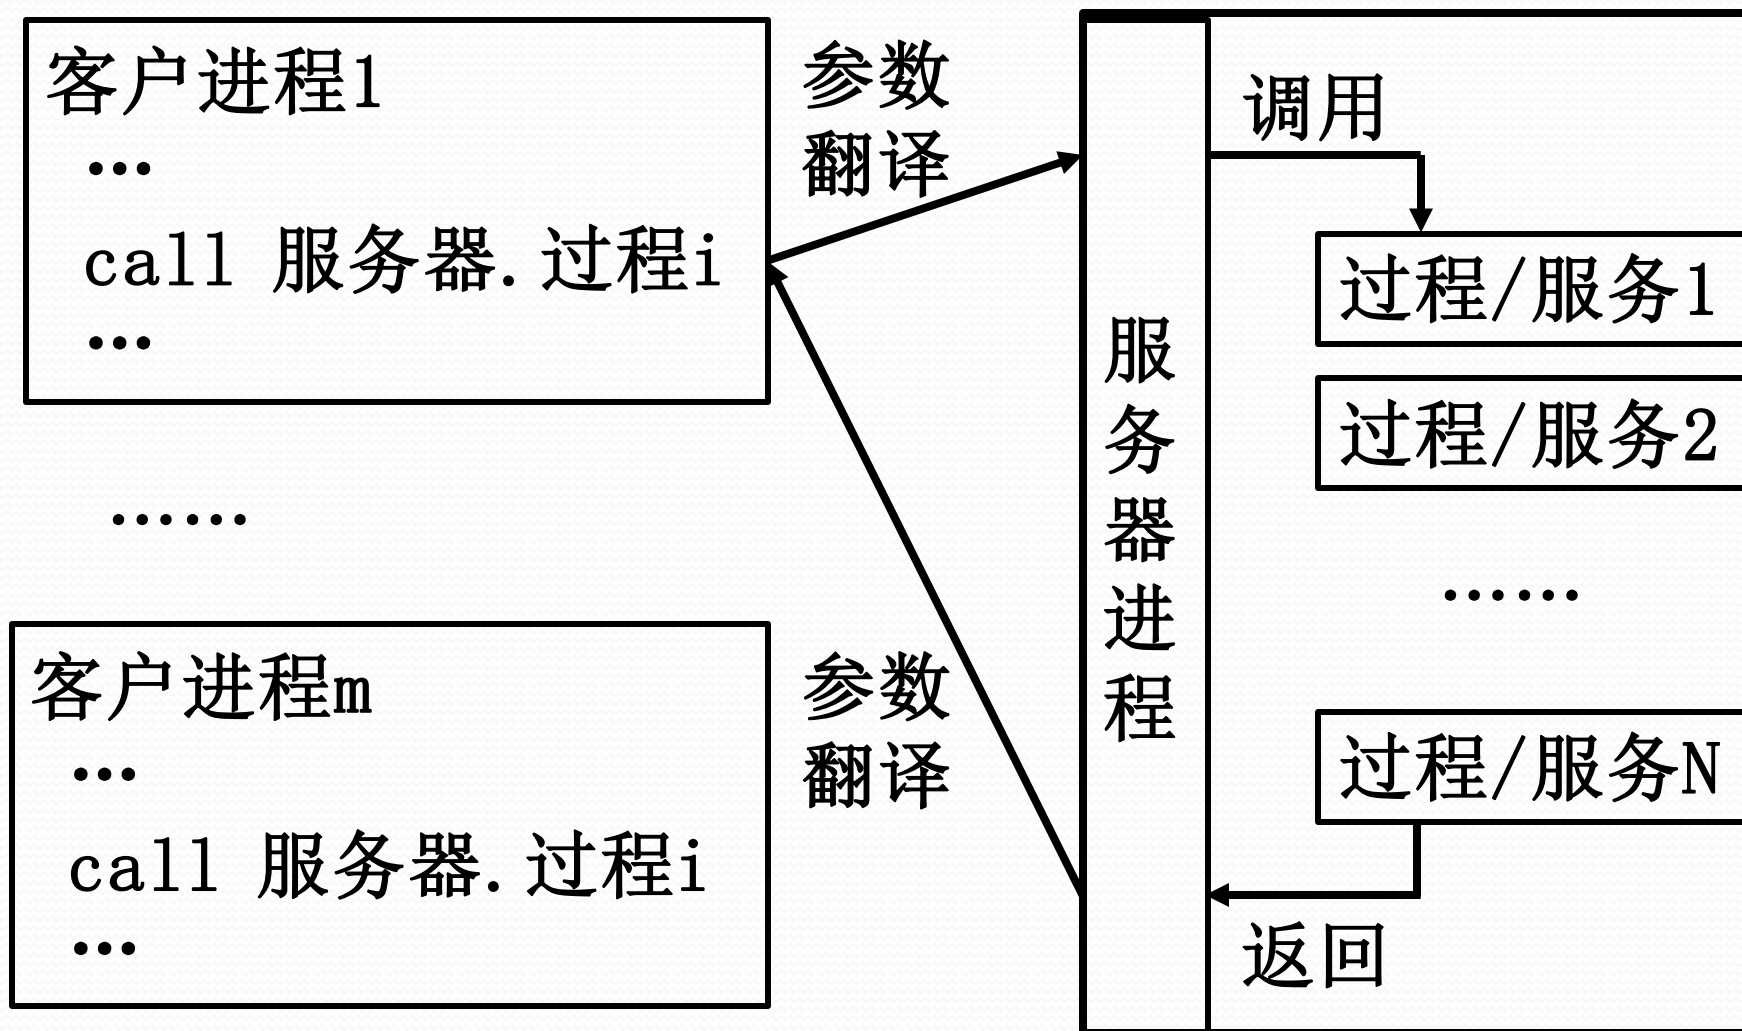 客户进程1
…
call 服务器.过程i
…
……
客户进程m
…
call 服务器.过程i
…
参数
翻译
参数
翻译
服务器进程
调用
过程/服务1
过程/服务2
……
过程/服务N
返回